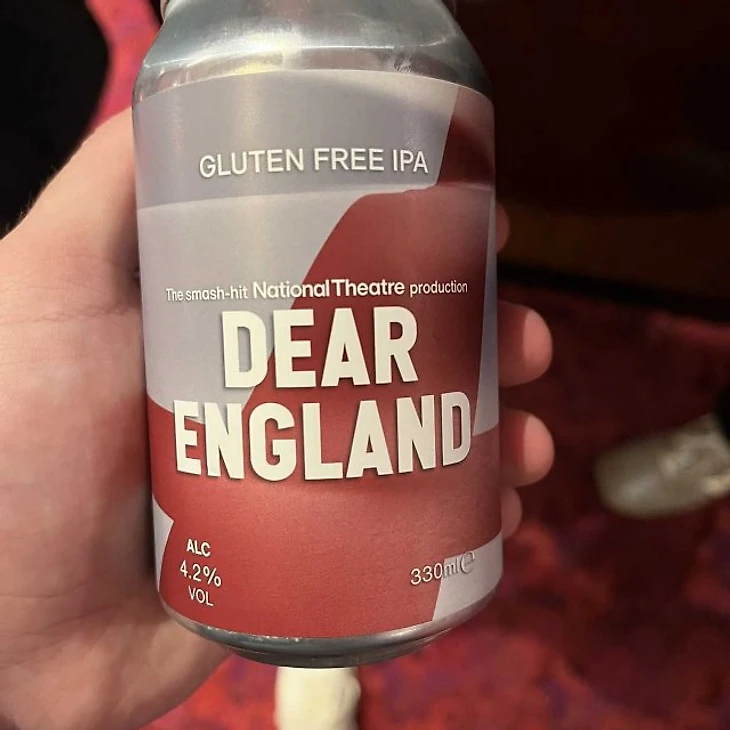 GLUTEN FREE IPA
The smash-hit National Theatre production
DEAR
ENGLAND
ALC
4.2%
VOL
330ml℮